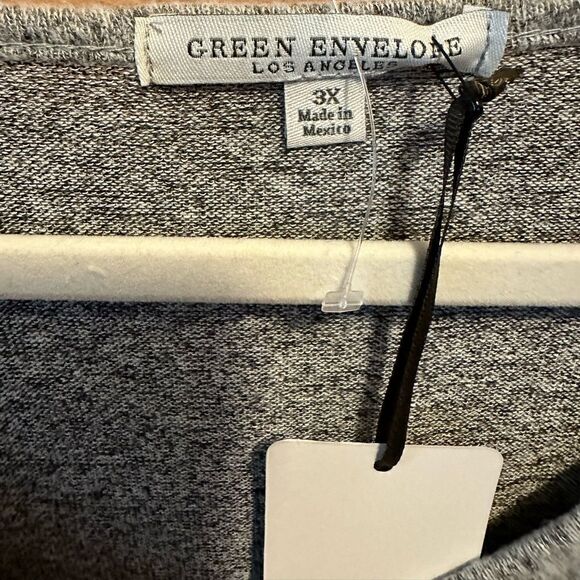 GREEN ENVELOPE
LOS ANGELES
3X
Made in
Mexico